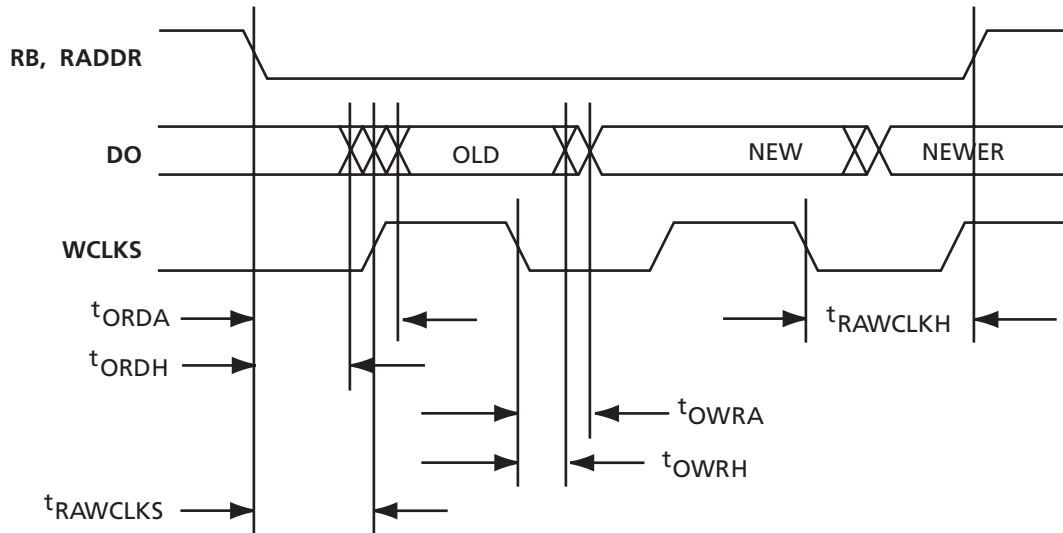 RB, RADDR
DO
OLD
NEW
NEWER
WCLKS
tORDA
tRAWCLKH
tORDH
tOWRA
tOWRH
tRAWCLKS